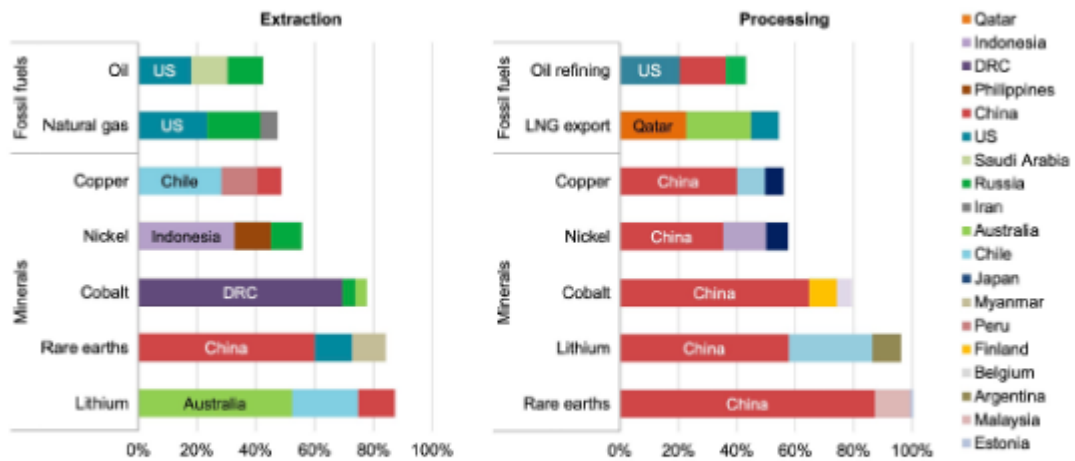 Extraction
Fossil fuels
Oil
US
Natural gas
US
Minerals
Copper
Chile
Nickel
Indonesia
Cobalt
DRC
Rare earths
China
Lithium
Australia
0% 20% 40% 60% 80% 100%
Processing
Fossil fuels
Oil refining
US
LNG export
Qatar
Minerals
Copper
China
Nickel
China
Cobalt
China
Lithium
China
Rare earths
China
0% 20% 40% 60% 80% 100%
Qatar
Indonesia
DRC
Philippines
China
US
Saudi Arabia
Russia
Iran
Australia
Chile
Japan
Myanmar
Peru
Finland
Belgium
Argentina
Malaysia
Estonia